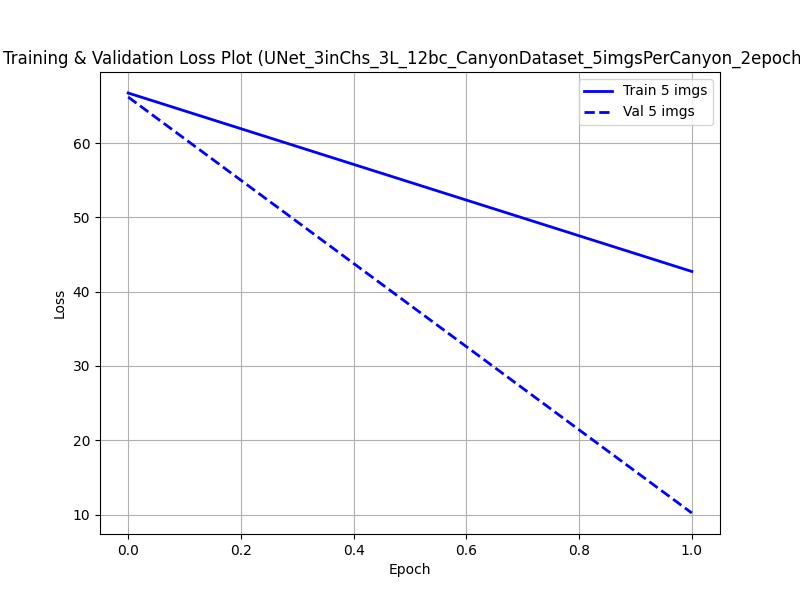 Training & Validation Loss Plot (UNet_3inChs_3L_12bc_CanyonDataset_5imgsPerCanyon_2epoch
Train 5 imgs
Val 5 imgs
60
50
40
30
20
10
Loss
0.0 0.2 0.4 0.6 0.8 1.0
Epoch